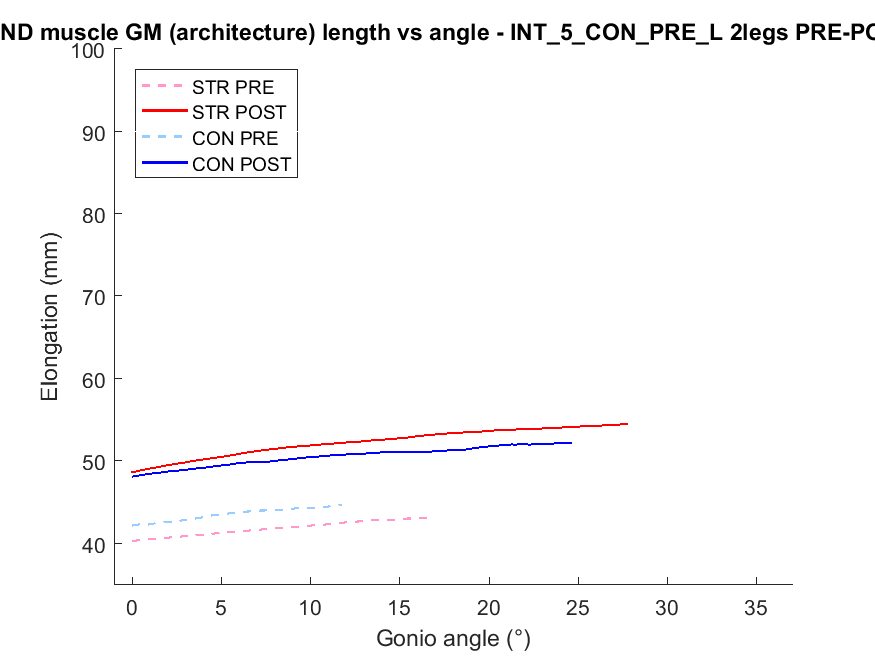 ND muscle GM (architecture) length vs angle - INT_5_CON_PRE_L 2legs PRE-PO
100
90
80
70
60
50
40
Elongation (mm)
STR PRE
STR POST
CON PRE
CON POST
0 5 10 15 20 25 30 35
Gonio angle (°)